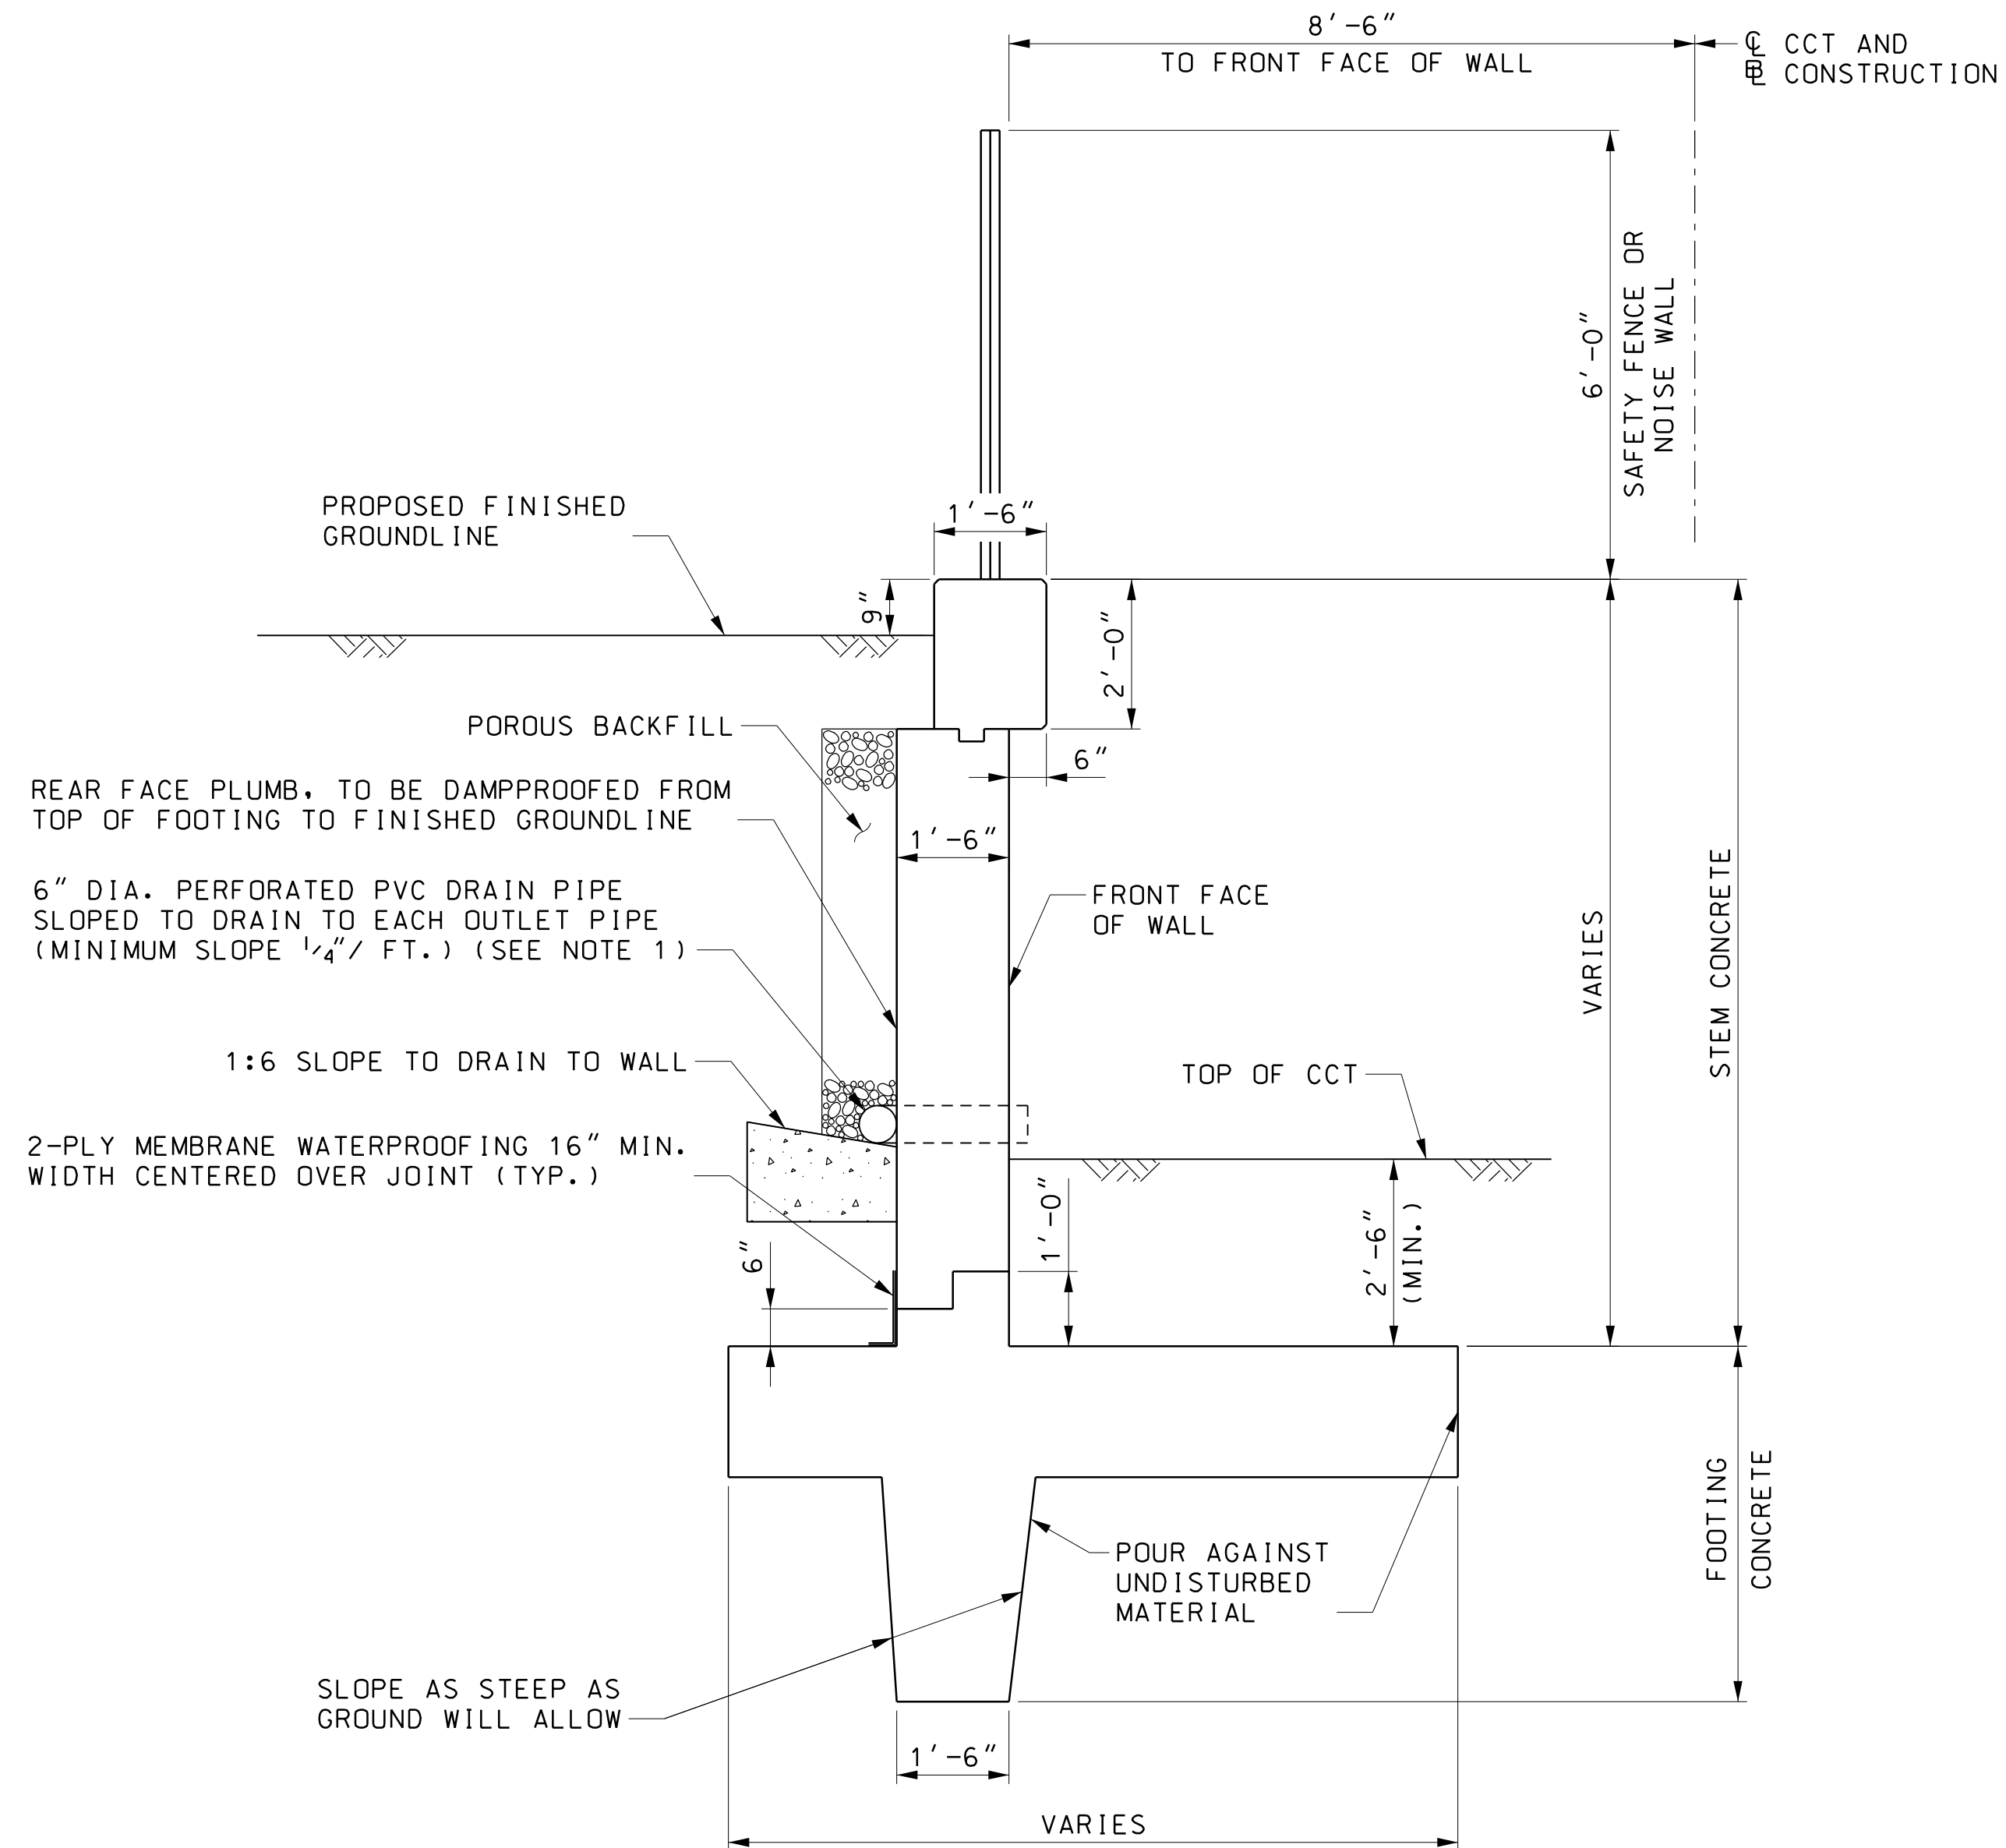 8'-6"
TO FRONT FACE OF WALL
℄ CCT AND
BL CONSTRUCTION
6'-0"
SAFETY FENCE OR
NOISE WALL
PROPOSED FINISHED
GROUNDLINE
1'-6"
9"
2'-0"
POROUS BACKFILL
6"
REAR FACE PLUMB, TO BE DAMPPROOFED FROM
TOP OF FOOTING TO FINISHED GROUNDLINE
1'-6"
6" DIA. PERFORATED PVC DRAIN PIPE
SLOPED TO DRAIN TO EACH OUTLET PIPE
(MINIMUM SLOPE 1/4"/ FT.) (SEE NOTE 1)
FRONT FACE
OF WALL
VARIES
STEM CONCRETE
1:6 SLOPE TO DRAIN TO WALL
TOP OF CCT
2-PLY MEMBRANE WATERPROOFING 16" MIN.
WIDTH CENTERED OVER JOINT (TYP.)
6"
1'-0"
2'-6"
(MIN.)
FOOTING
CONCRETE
POUR AGAINST
UNDISTURBED
MATERIAL
SLOPE AS STEEP AS
GROUND WILL ALLOW
1'-6"
VARIES